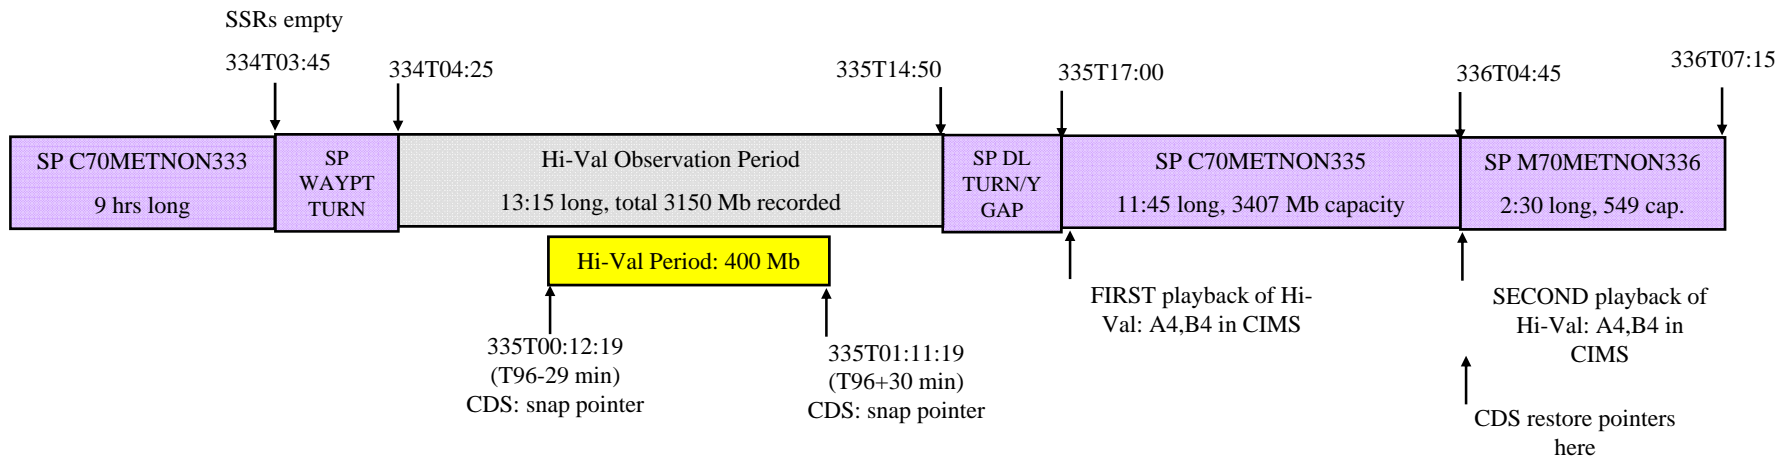 SSRs empty
334T03:45
334T04:25
335T14:50
335T17:00
336T04:45
336T07:15
SP C70METNON333
9 hrs long
SP
WAYPT
TURN
Hi-Val Observation Period
13:15 long, total 3150 Mb recorded
SP DL
TURN/Y
GAP
SP C70METNON335
11:45 long, 3407 Mb capacity
SP M70METNON336
2:30 long, 549 cap.
Hi-Val Period: 400 Mb
335T00:12:19
(T96-29 min)
CDS: snap pointer
335T01:11:19
(T96+30 min)
CDS: snap pointer
FIRST playback of Hi-
Val: A4,B4 in CIMS
SECOND playback of
Hi-Val: A4,B4 in
CIMS
CDS restore pointers
here